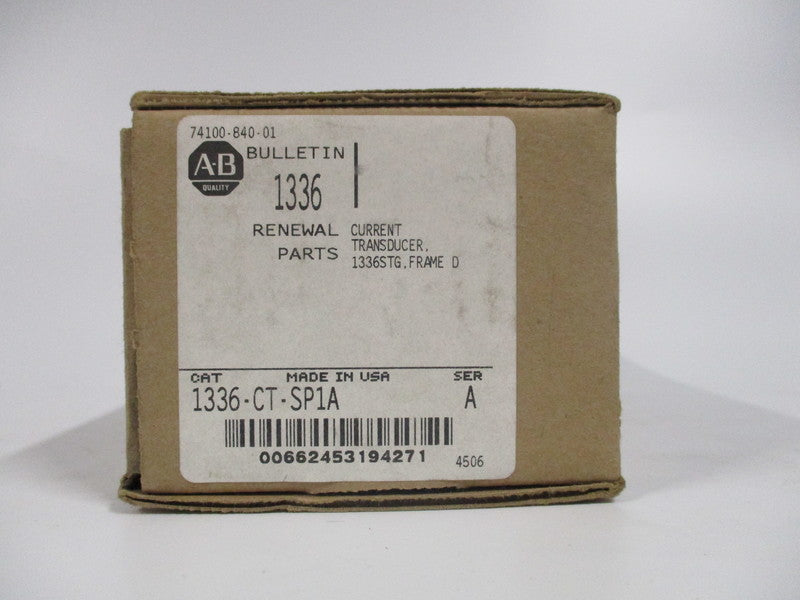 74100-840-01
A-B
QUALITY
BULLETIN
1336
RENEWAL
PARTS
CURRENT
TRANSDUCER,
1336STG,FRAME D
CAT MADE IN USA SER
1336-CT-SP1A A
00662453194271
4506